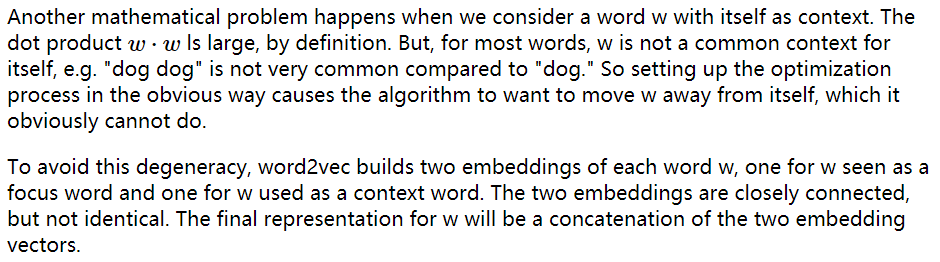 Another mathematical problem happens when we consider a word w with itself as context. The
dot product w · w Is large, by definition. But, for most words, w is not a common context for
itself, e.g. "dog dog" is not very common compared to "dog." So setting up the optimization
process in the obvious way causes the algorithm to want to move w away from itself, which it
obviously cannot do.
To avoid this degeneracy, word2vec builds two embeddings of each word w, one for w seen as a
focus word and one for w used as a context word. The two embeddings are closely connected,
but not identical. The final representation for w will be a concatenation of the two embedding
vectors.